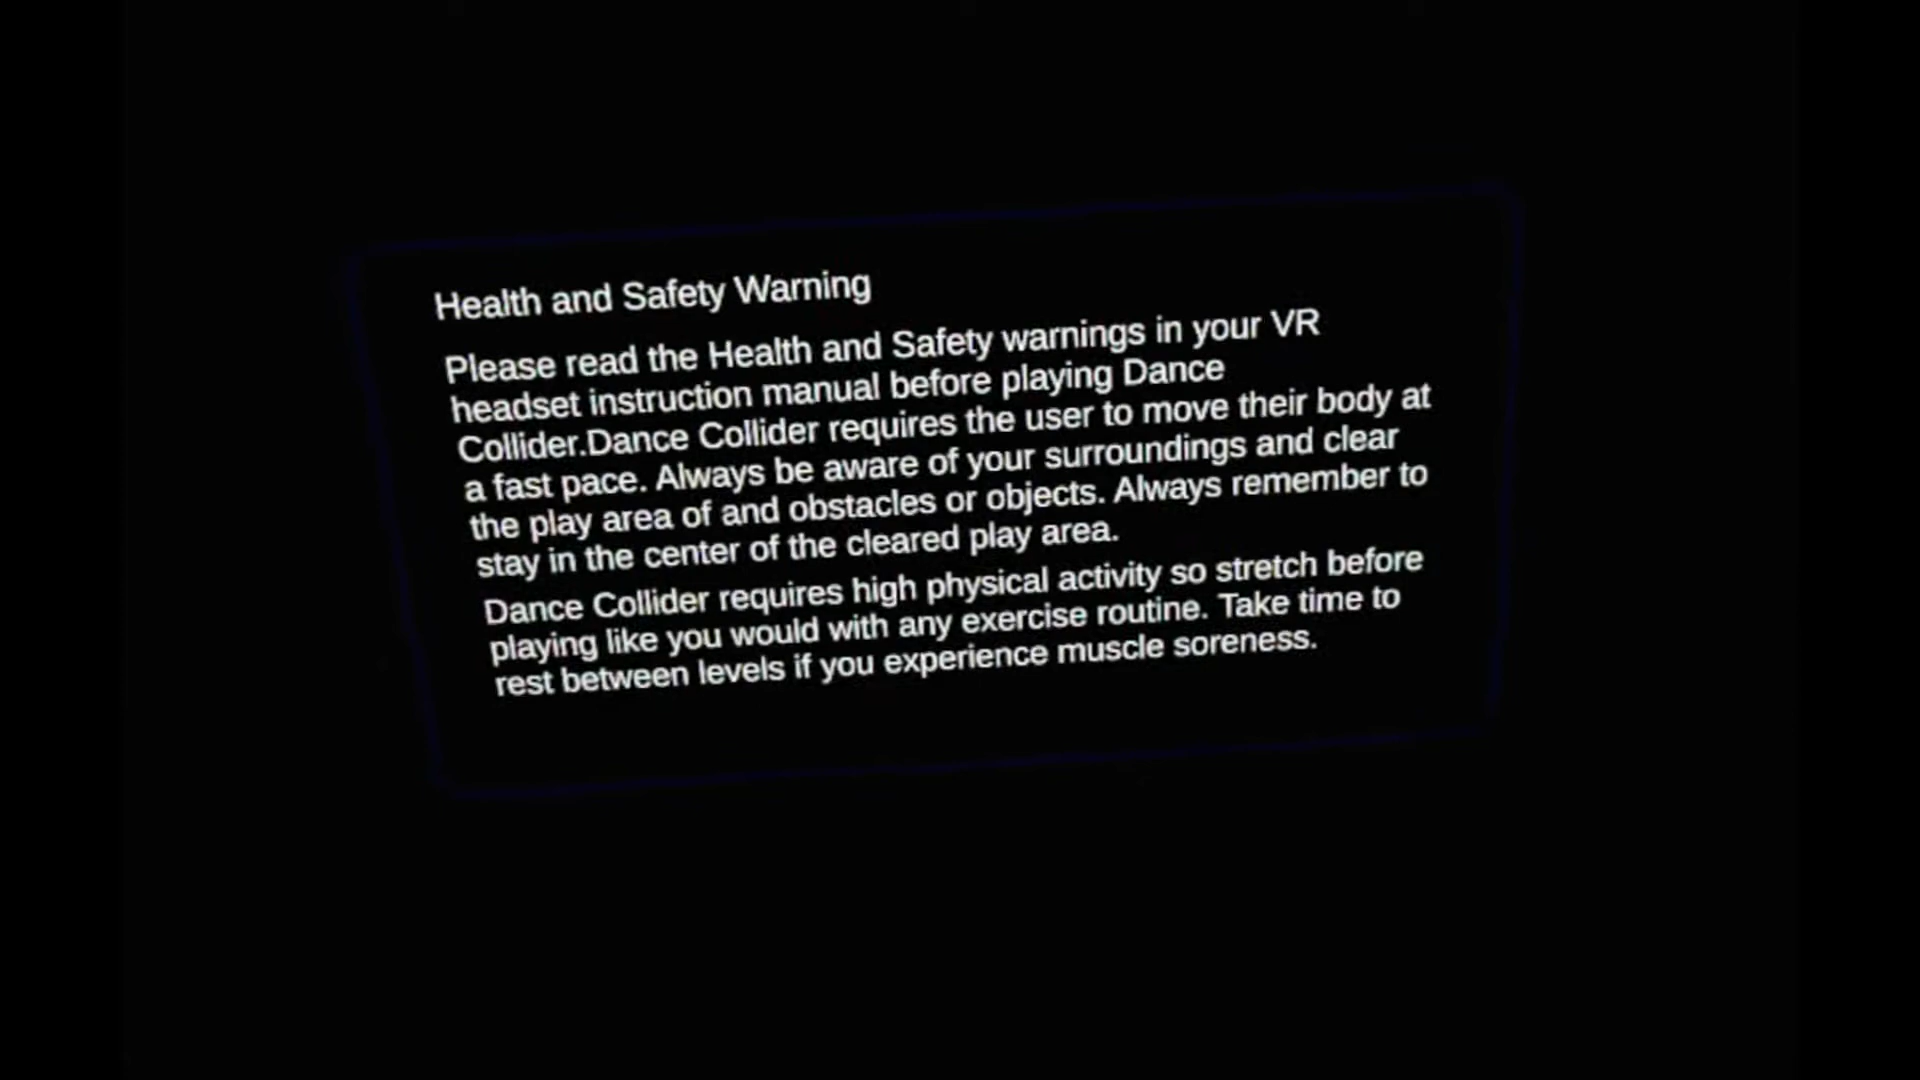 Health and Safety Warning
Please read the Health and Safety warnings in your VR
headset instruction manual before playing Dance
Collider.Dance Collider requires the user to move their body at
a fast pace. Always be aware of your surroundings and clear
the play area of and obstacles or objects. Always remember to
stay in the center of the cleared play area.
Dance Collider requires high physical activity so stretch before
playing like you would with any exercise routine. Take time to
rest between levels if you experience muscle soreness.